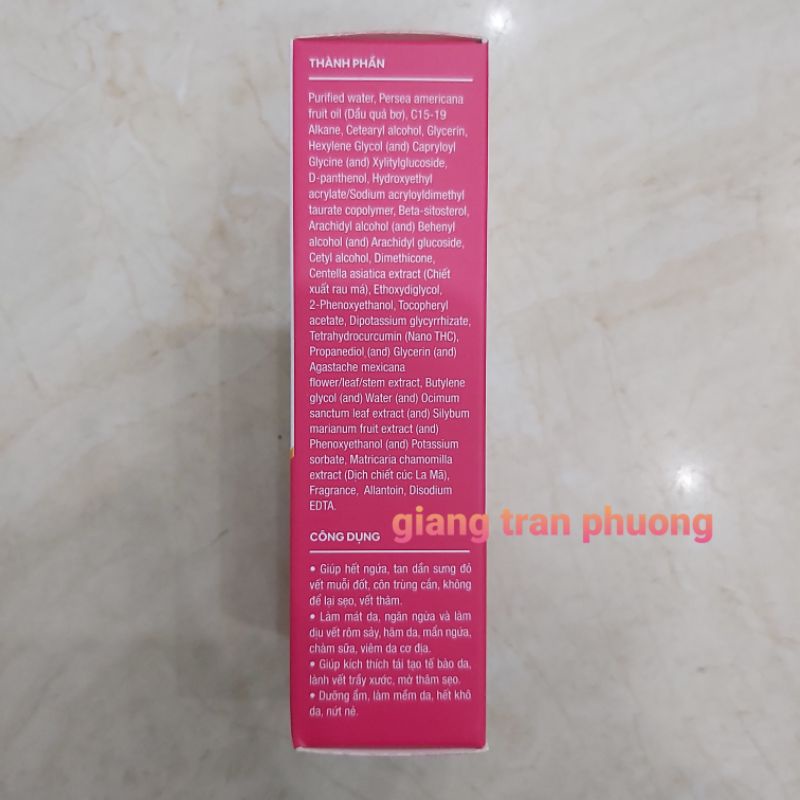 THÀNH PHẦN
Purified water, Persea americana
fruit oil (Dầu quả bơ), C15-19
Alkane, Cetearyl alcohol, Glycerin,
Hexylene Glycol (and) Capryloyl
Glycine (and) Xylitylglucoside,
D-panthenol, Hydroxyethyl
acrylate/Sodium acryloyldimethyl
taurate copolymer, Beta-sitosterol,
Arachidyl alcohol (and) Behenyl
alcohol (and) Arachidyl glucoside,
Cetyl alcohol, Dimethicone,
Centella asiatica extract (Chiết
xuất rau má), Ethoxydiglycol,
2-Phenoxyethanol, Tocopheryl
acetate, Dipotassium glycyrrhizate,
Tetrahydrocurcumin (Nano THC),
Propanediol (and) Glycerin (and)
Agastache mexicana
flower/leaf/stem extract, Butylene
glycol (and) Water (and) Ocimum
sanctum leaf extract (and) Silybum
marianum fruit extract (and)
Phenoxyethanol (and) Potassium
sorbate, Matricaria chamomilla
extract (Dịch chiết cúc La Mã),
Fragrance, Allantoin, Disodium
EDTA.
giang tran phuong
CÔNG DỤNG
• Giúp hết ngứa, tan dần sưng đỏ
vết muỗi đốt, côn trùng cắn, không
để lại sẹo, vết thâm.
• Làm mát da, ngăn ngừa và làm
dịu vết rôm sảy, hăm da, mẩn ngứa,
chàm sữa, viêm da cơ địa.
• Giúp kích thích tái tạo tế bào da,
lành vết trầy xước, mờ thâm sẹo.
• Dưỡng ẩm, làm mềm da, hết khô
da, nứt nẻ.